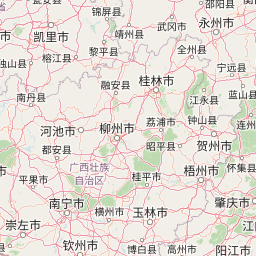 瓮安县
锦屏县
邵阳县
凯里市
靖州县
武冈市
永州市
榕江县
黎平县
全州县
独山县
宁远县
融安县
桂林市
南丹县
江永县
蓝山县
河池市
柳州市
荔浦市
钟山县
都安县
昭平县
贺州市
连州市
广西壮族
自治区
怀集县
平果市
桂平市
梧州市
南宁市
肇庆市
横州市
玉林市
崇左市
钦州市
博白县
高州市
阳江市